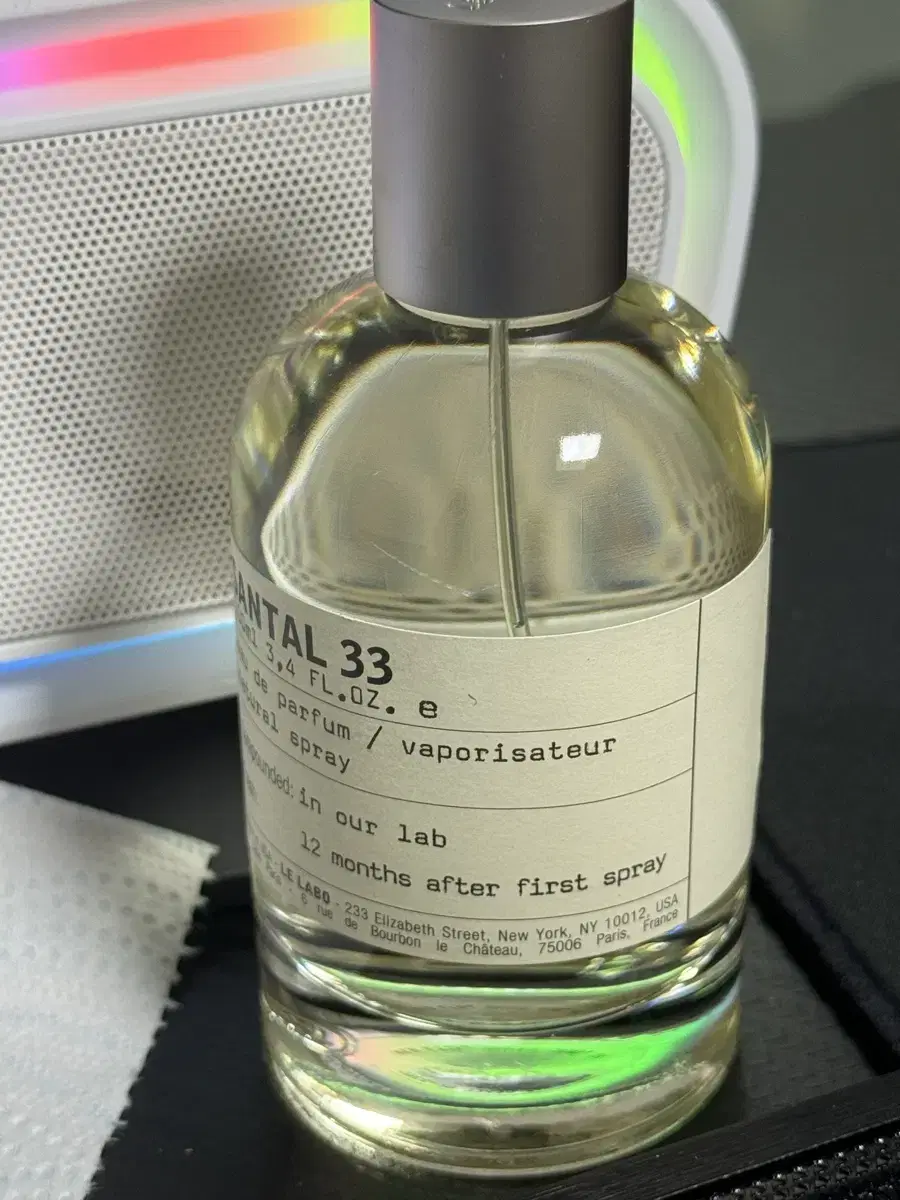 ANTAL 33
ml 3,4 FL.OZ. e
de parfum / vaporisateur
spray
in our lab
12 months after first spray
LE LABO · 233 Elizabeth Street, New York, NY 10012, USA
6 rue de Bourbon le Château, 75006 Paris, France